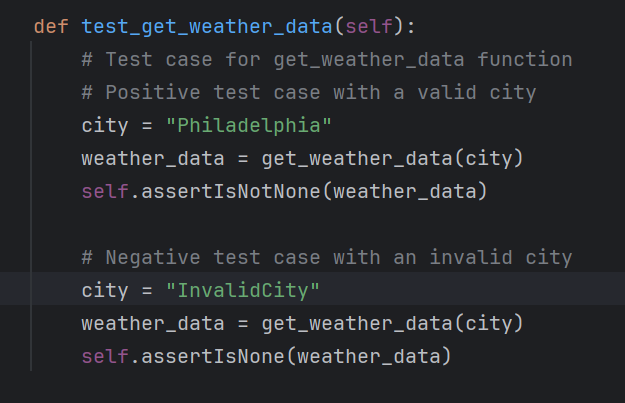 def test_get_weather_data(self):
    # Test case for get_weather_data function
    # Positive test case with a valid city
    city = "Philadelphia"
    weather_data = get_weather_data(city)
    self.assertIsNotNone(weather_data)

    # Negative test case with an invalid city
    city = "InvalidCity"
    weather_data = get_weather_data(city)
    self.assertIsNone(weather_data)